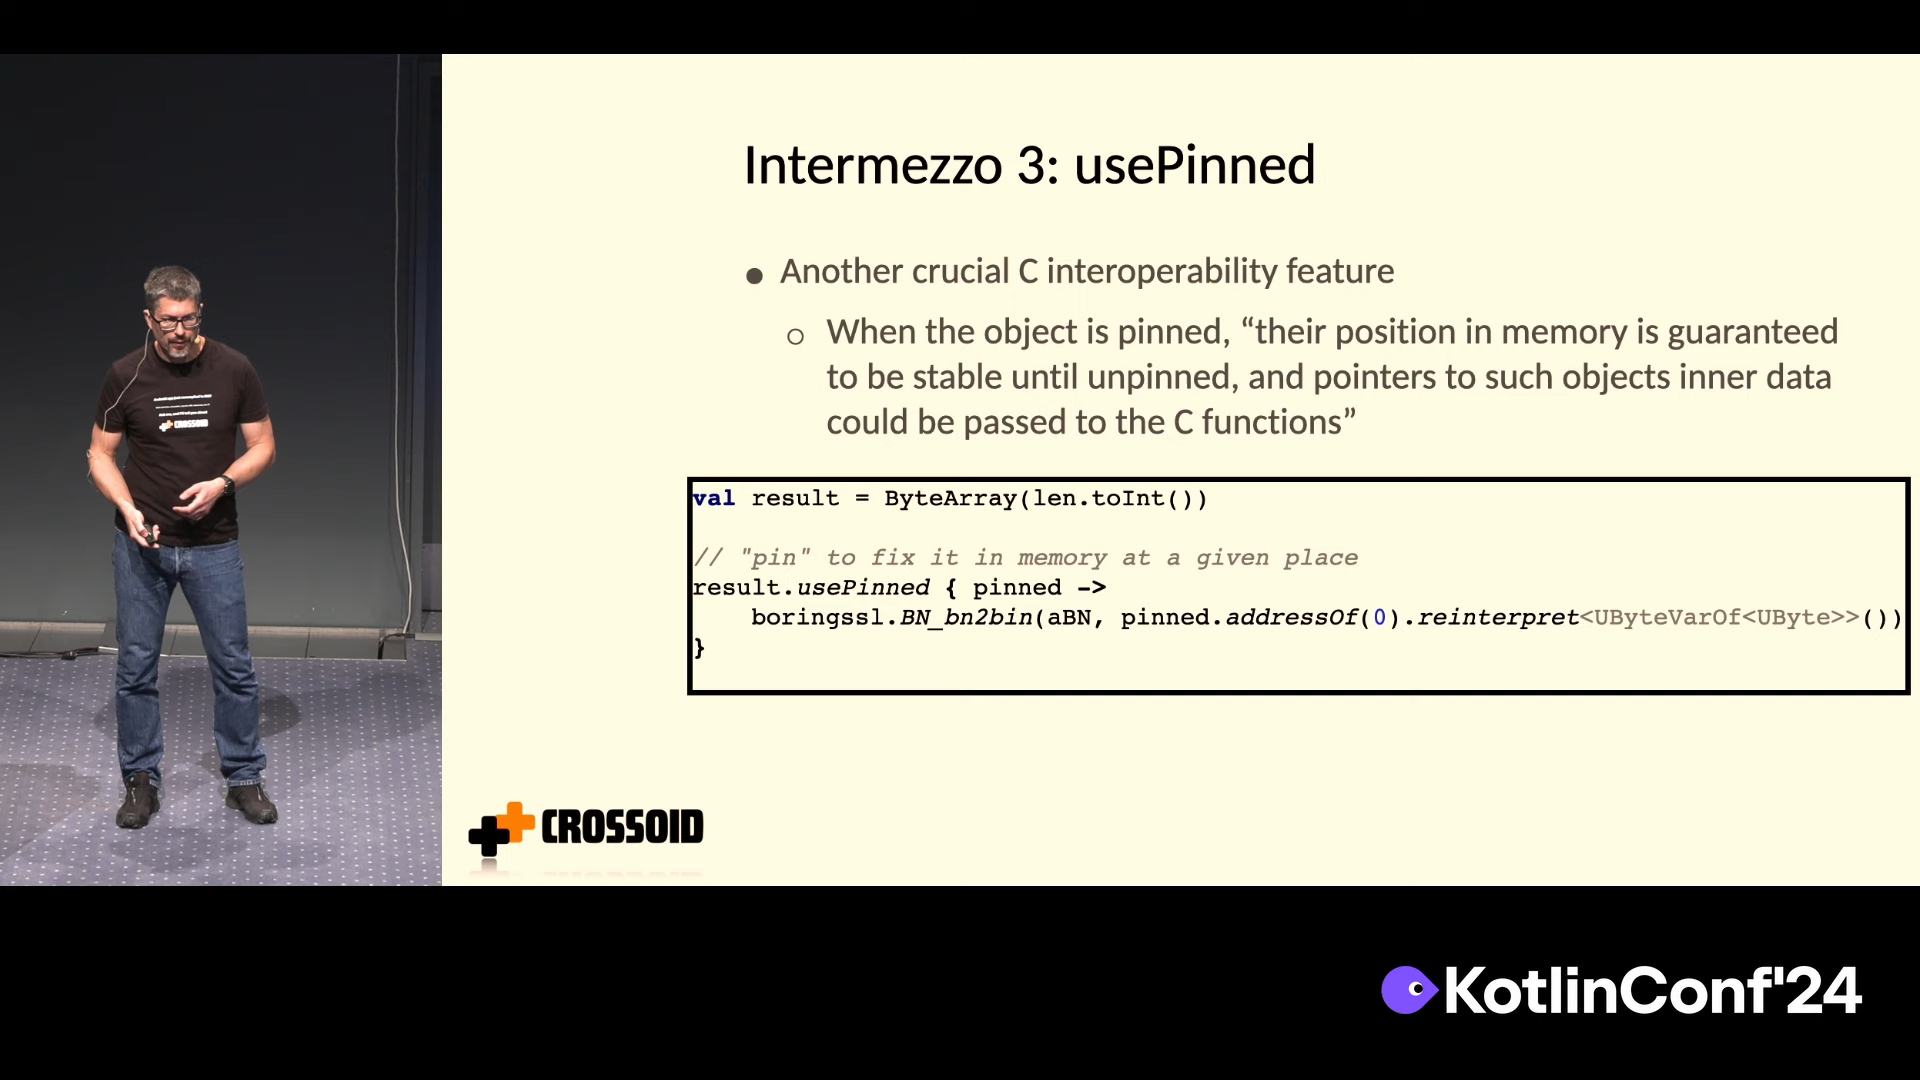 Intermezzo 3: usePinned
● Another crucial C interoperability feature
○ When the object is pinned, “their position in memory is guaranteed
to be stable until unpinned, and pointers to such objects inner data
could be passed to the C functions”
val result = ByteArray(len.toInt())
// "pin" to fix it in memory at a given place
result.usePinned { pinned ->
    boringssl.BN_bn2bin(aBN, pinned.addressOf(0).reinterpret<UByteVarOf<UByte>>())
}
CROSSOID
CROSSOID
KotlinConf'24